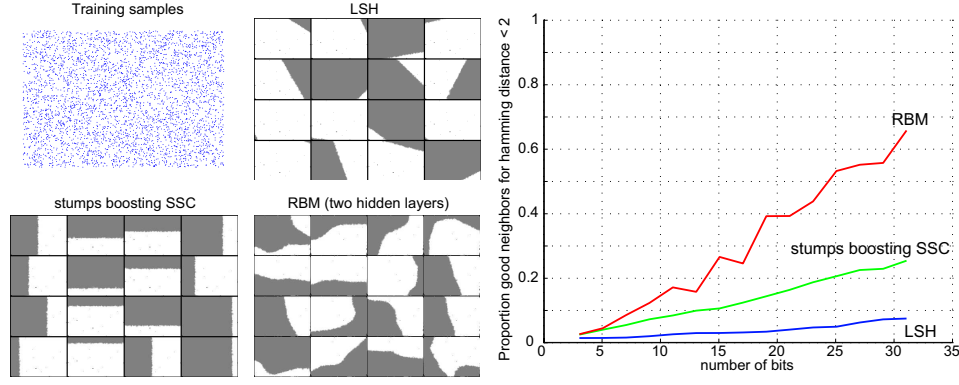 Training samples
LSH
stumps boosting SSC
RBM (two hidden layers)
Proportion good neighbors for hamming distance < 2
1
0.8
0.6
0.4
0.2
0
RBM
stumps boosting SSC
LSH
0 5 10 15 20 25 30 35
number of bits